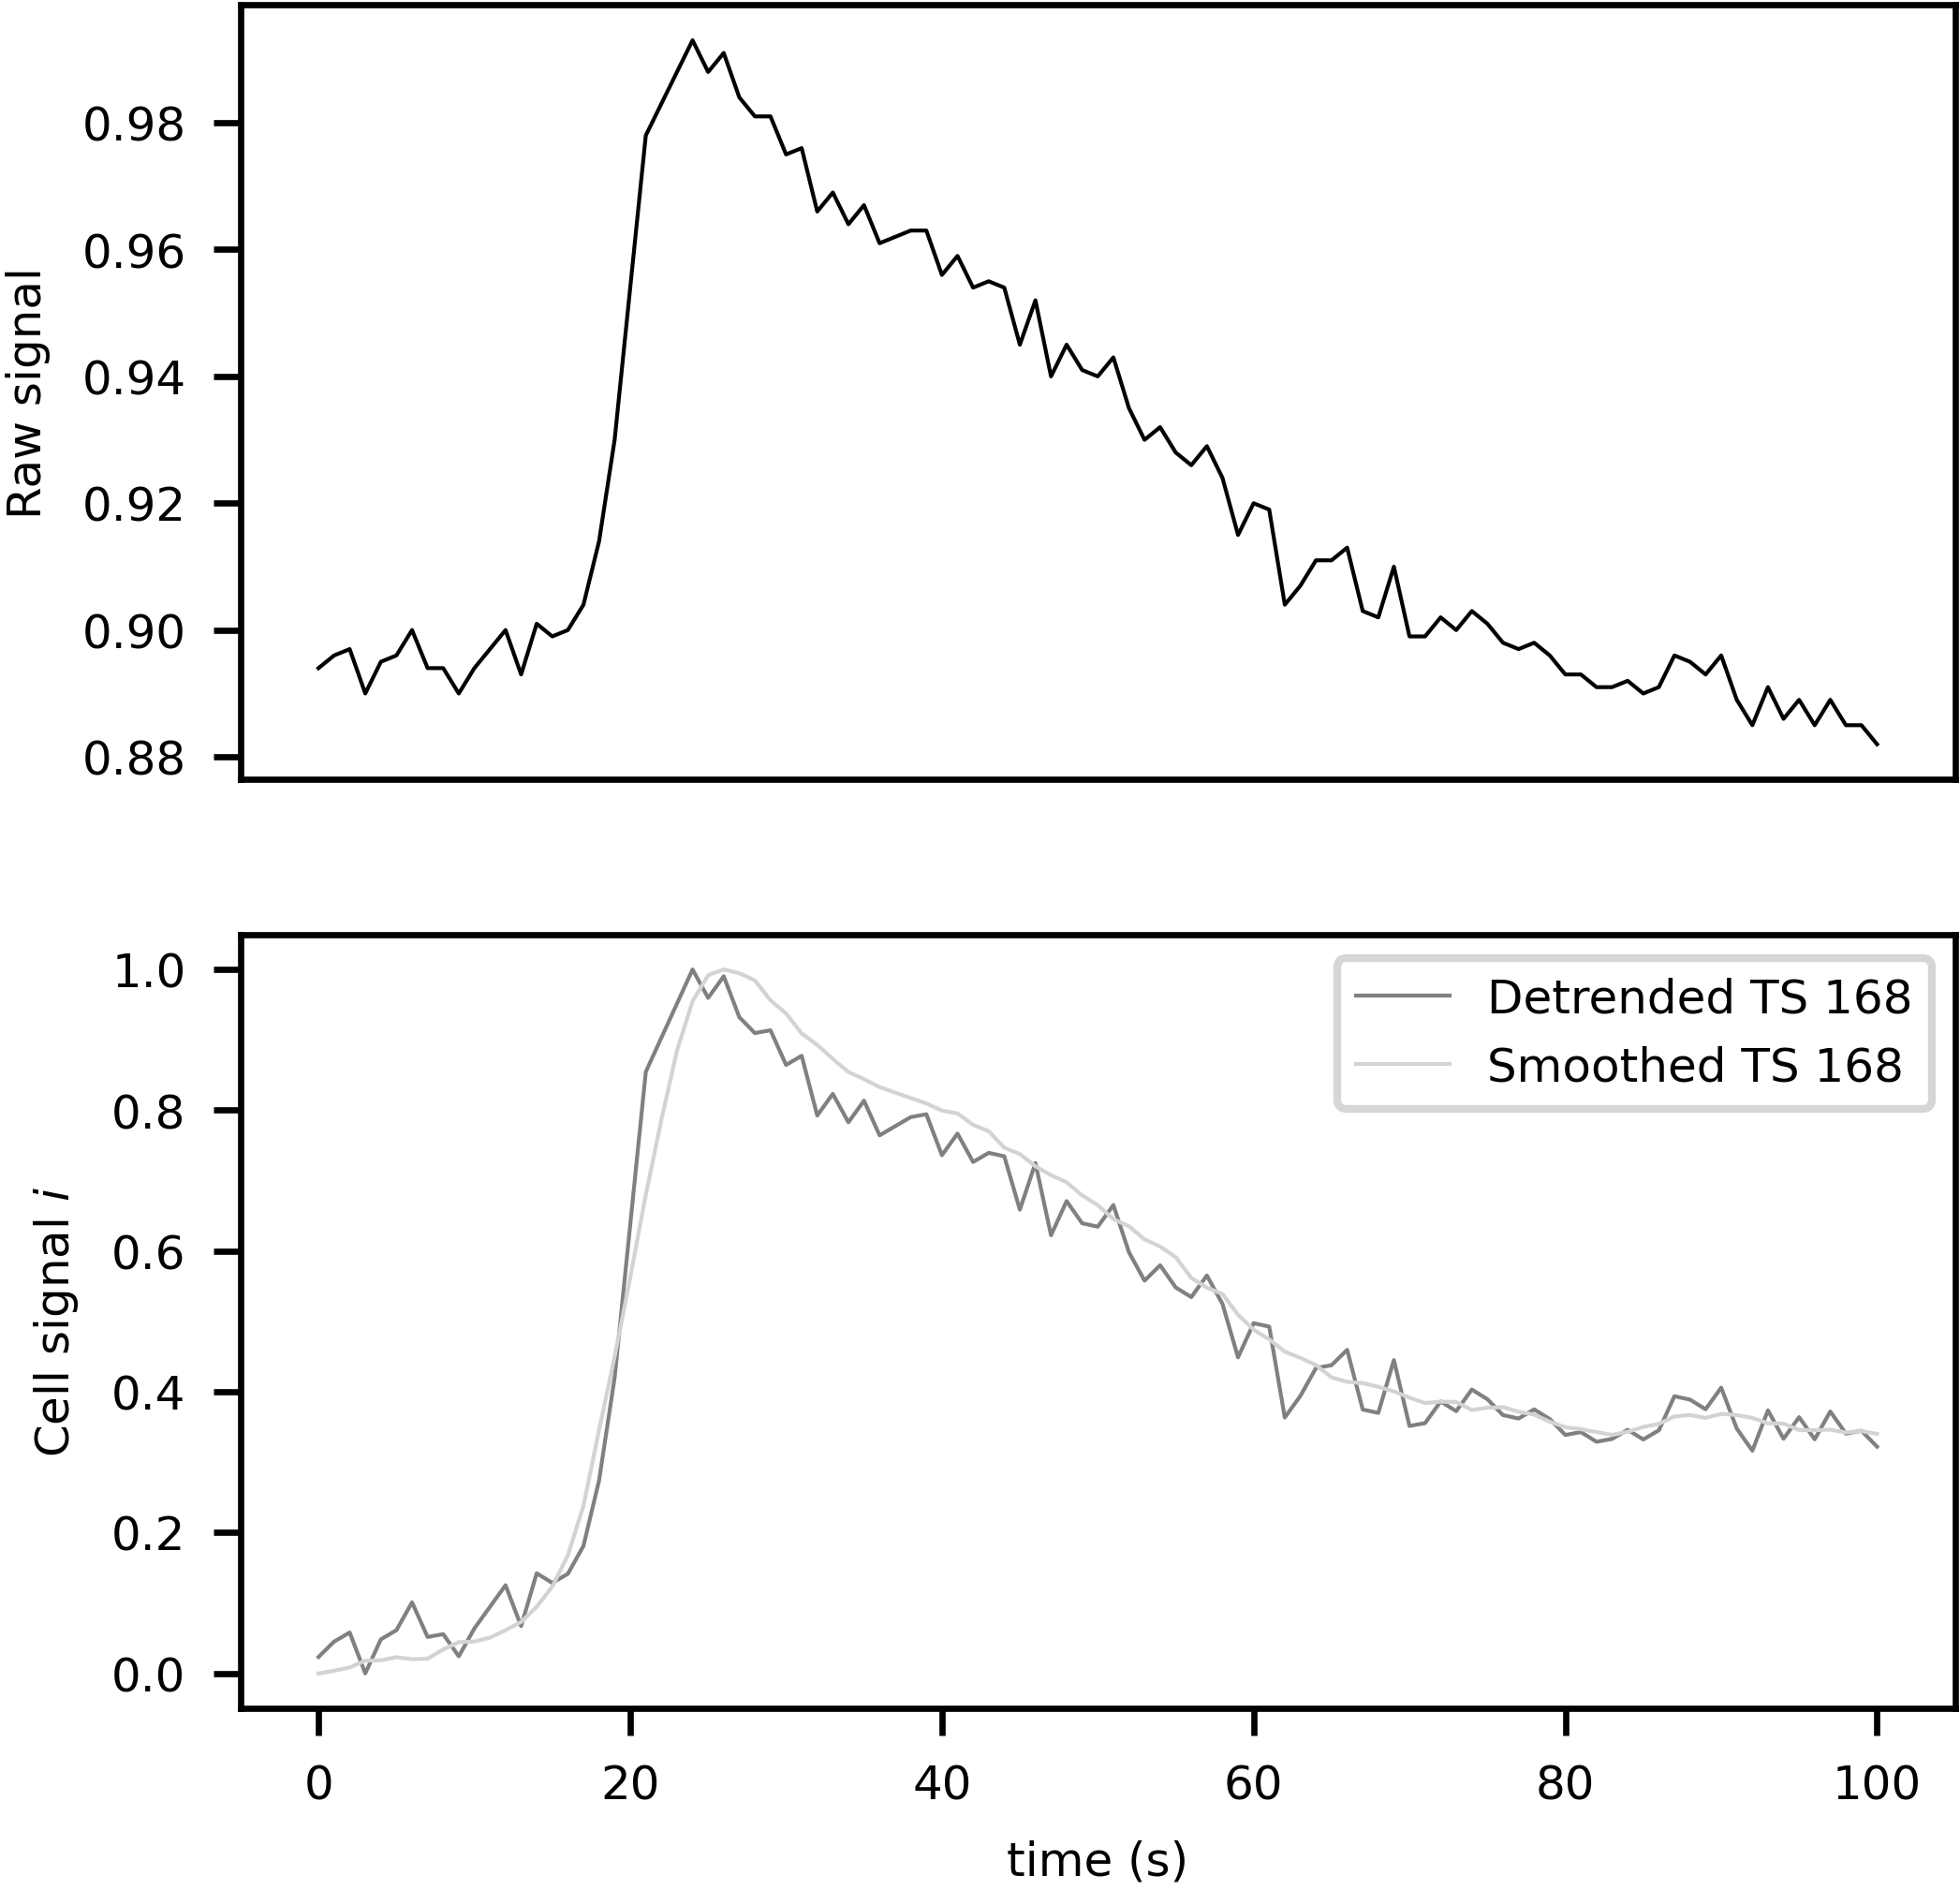 Raw signal
0.98
0.96
0.94
0.92
0.90
0.88
Cell signal i
1.0
0.8
0.6
0.4
0.2
0.0
Detrended TS 168
Smoothed TS 168
0 20 40 60 80 100
time (s)